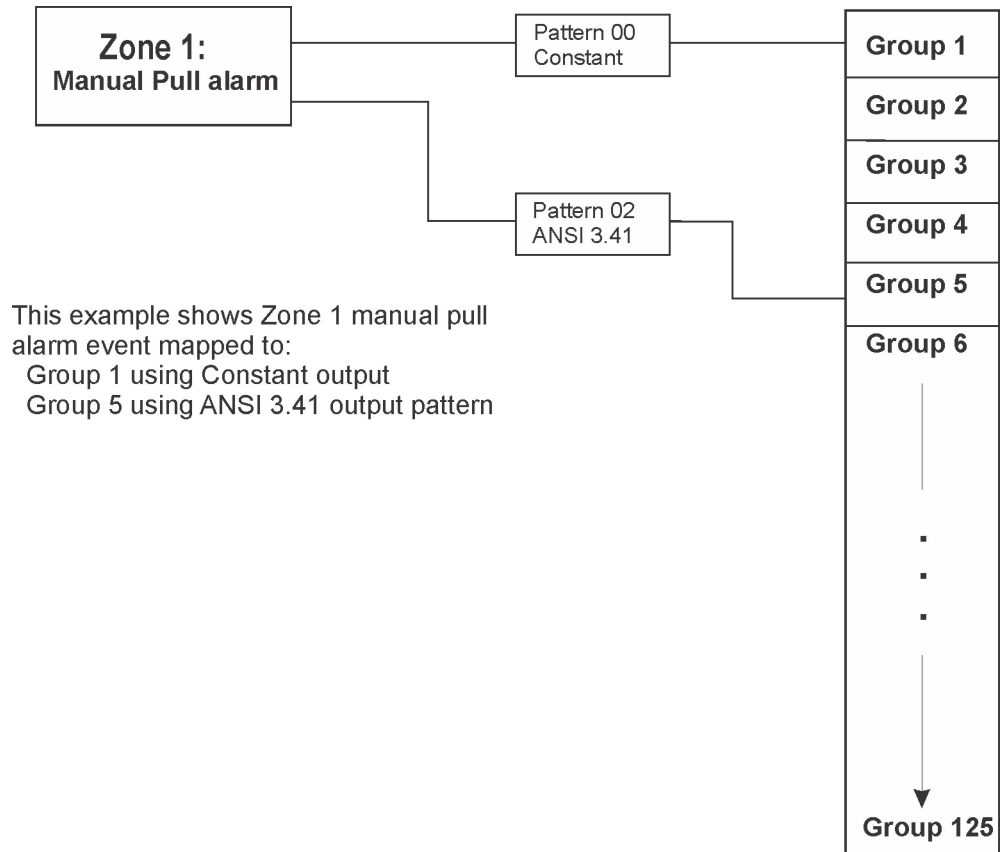 Zone 1:
Manual Pull alarm
Pattern 00
Constant
Pattern 02
ANSI 3.41
This example shows Zone 1 manual pull
alarm event mapped to:
Group 1 using Constant output
Group 5 using ANSI 3.41 output pattern
Group 1
Group 2
Group 3
Group 4
Group 5
Group 6
Group 125